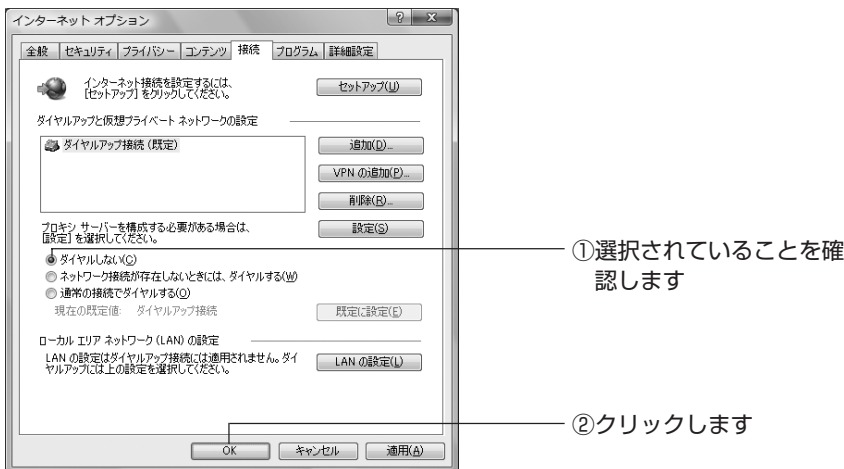 インターネット オプション
全般 セキュリティ プライバシー コンテンツ 接続 プログラム 詳細設定
インターネット接続を設定するには、
[セットアップ] をクリックしてください。
セットアップ(U)
ダイヤルアップと仮想プライベート ネットワークの設定
ダイヤルアップ接続 (既定)
追加(D)...
VPN の追加(P)...
削除(R)...
プロキシ サーバーを構成する必要がある場合は、
[設定] を選択してください。
設定(S)
ダイヤルしない(C)
ネットワーク接続が存在しないときには、ダイヤルする(W)
通常の接続でダイヤルする(O)
現在の既定値: ダイヤルアップ接続
既定に設定(E)
ローカル エリア ネットワーク (LAN) の設定
LAN の設定はダイヤルアップ接続には適用されません。ダイ
ヤルアップには上の設定を選択してください。
LAN の設定(L)
OK キャンセル 適用(A)
①選択されていることを確
認します
②クリックします